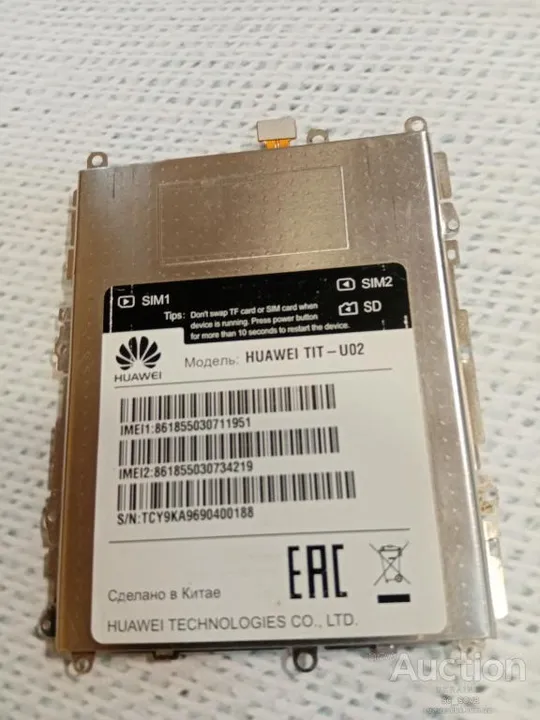 SIM1
SIM2
Tips: Don't swap TF card or SIM card when
device is running. Press power button
for more than 10 seconds to restart the device.
SD
HUAWEI
Модель: HUAWEI TIT-U02
IMEI1:861855030711951
IMEI2:861855030734219
S/N:TCY9KA9690400188
EAC
Сделано в Китае
HUAWEI TECHNOLOGIES CO., LTD.
Auction